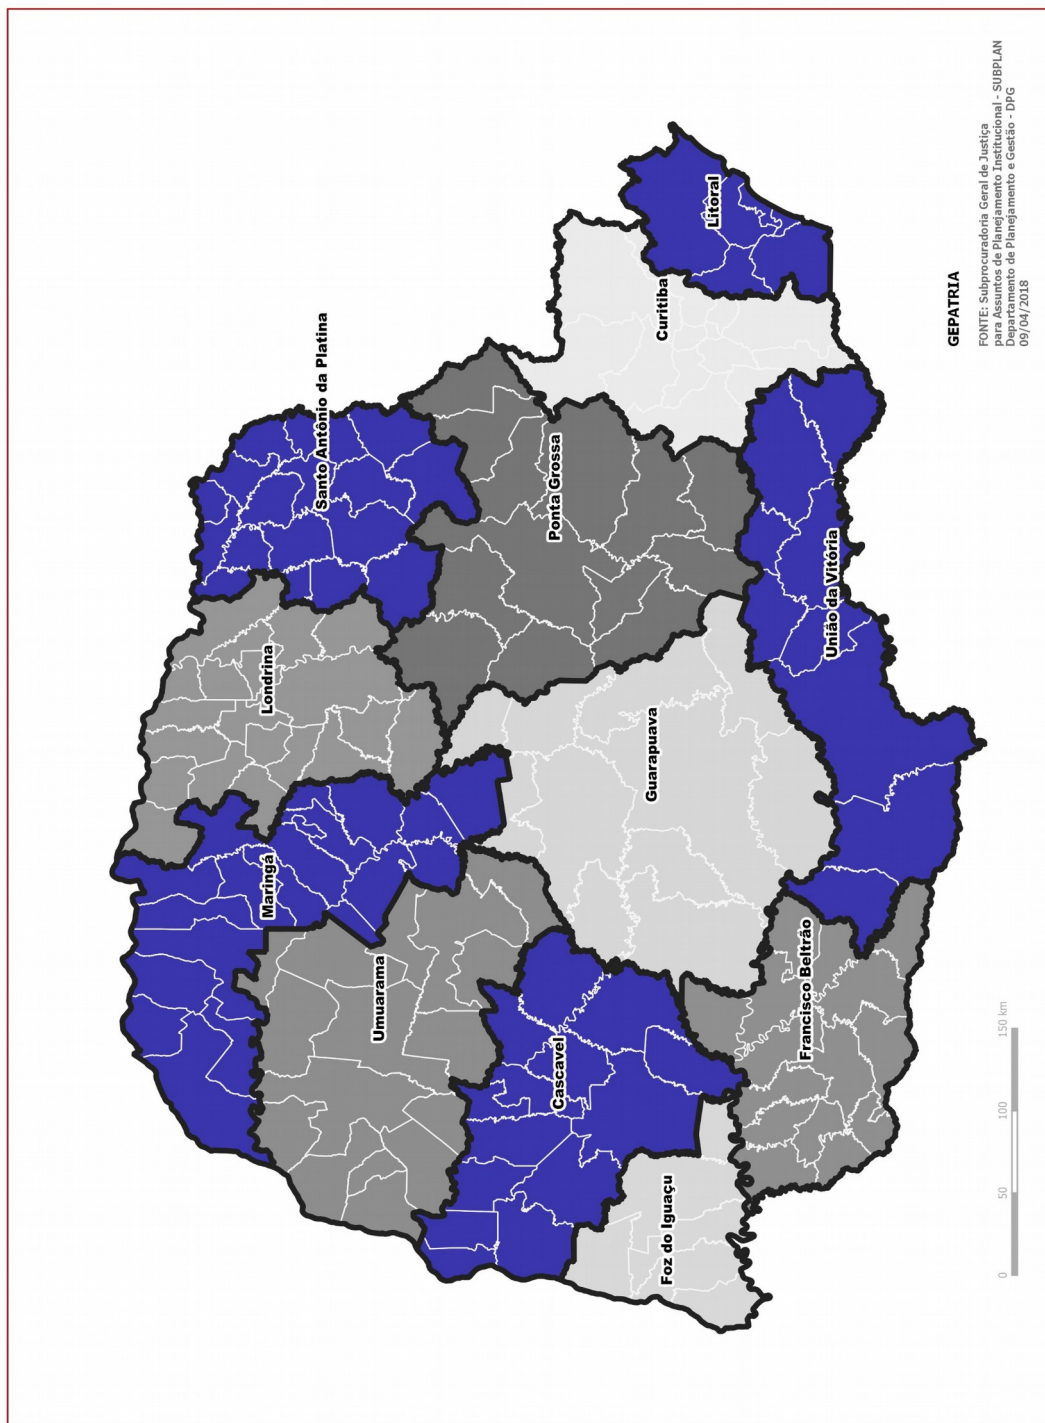 Santo Antônio da Platina
Londrina
Maringá
Umuarama
Ponta Grossa
Cascavel
Guarapuava
Curitiba
Litoral
Foz do Iguaçu
Francisco Beltrão
União da Vitória
GEPATRIA
FONTE: Subprocuradoria Geral de Justiça
para Assuntos de Planejamento Institucional - SUBPLAN
Departamento de Planejamento e Gestão - DPG
09/04/2018
0 50 100 150 km